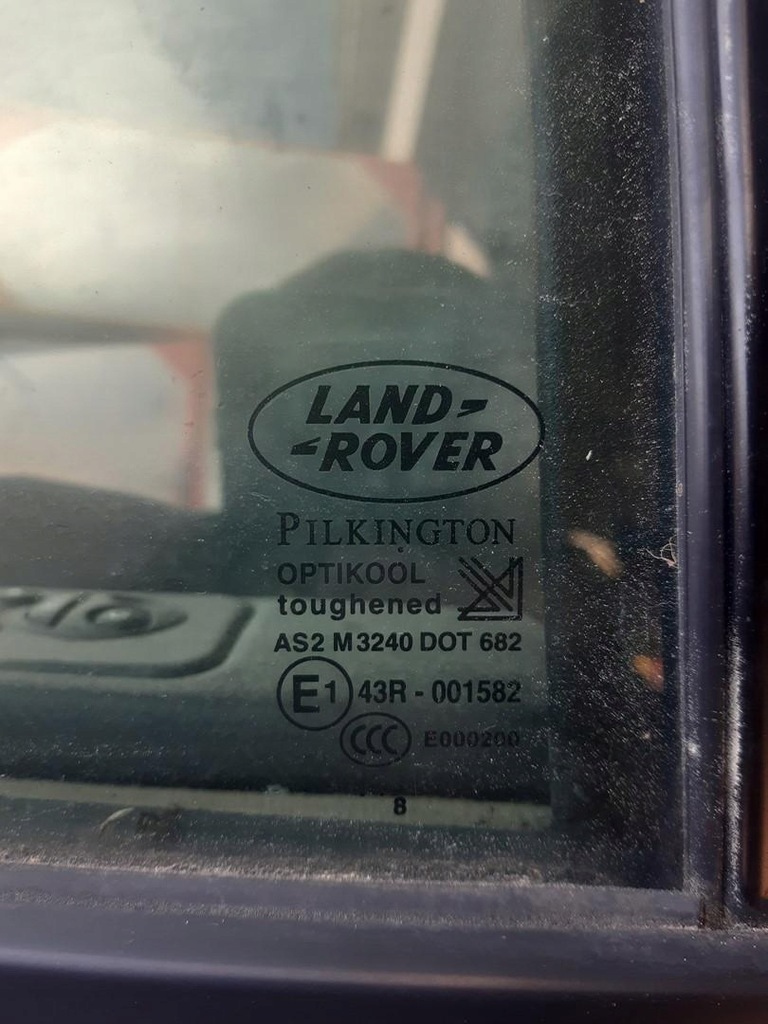 LAND-
-ROVER
PILKINGTON
OPTIKOOL
toughened
AS2 M3240 DOT 682
E1 43R - 001582
CCC E000200
8